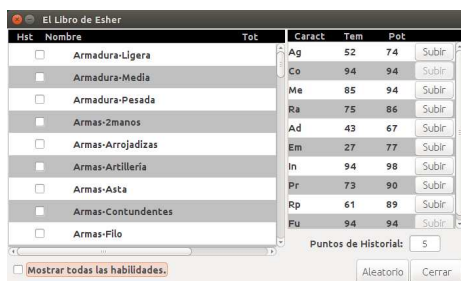 El Libro de Esher
Hst Nombre Tot
Armadura·Ligera
Armadura·Media
Armadura·Pesada
Armas·2manos
Armas·Arrojadizas
Armas·Artillería
Armas·Asta
Armas·Contundentes
Armas·Filo
Mostrar todas las habilidades.
Caract Tem Pot
Ag 52 74 Subir
Co 94 94 Subir
Me 85 94 Subir
Ra 75 86 Subir
Ad 43 67 Subir
Em 27 77 Subir
In 94 98 Subir
Pr 73 90 Subir
Rp 61 89 Subir
Fu 94 94 Subir
Puntos de Historial: 5
Aleatorio Cerrar